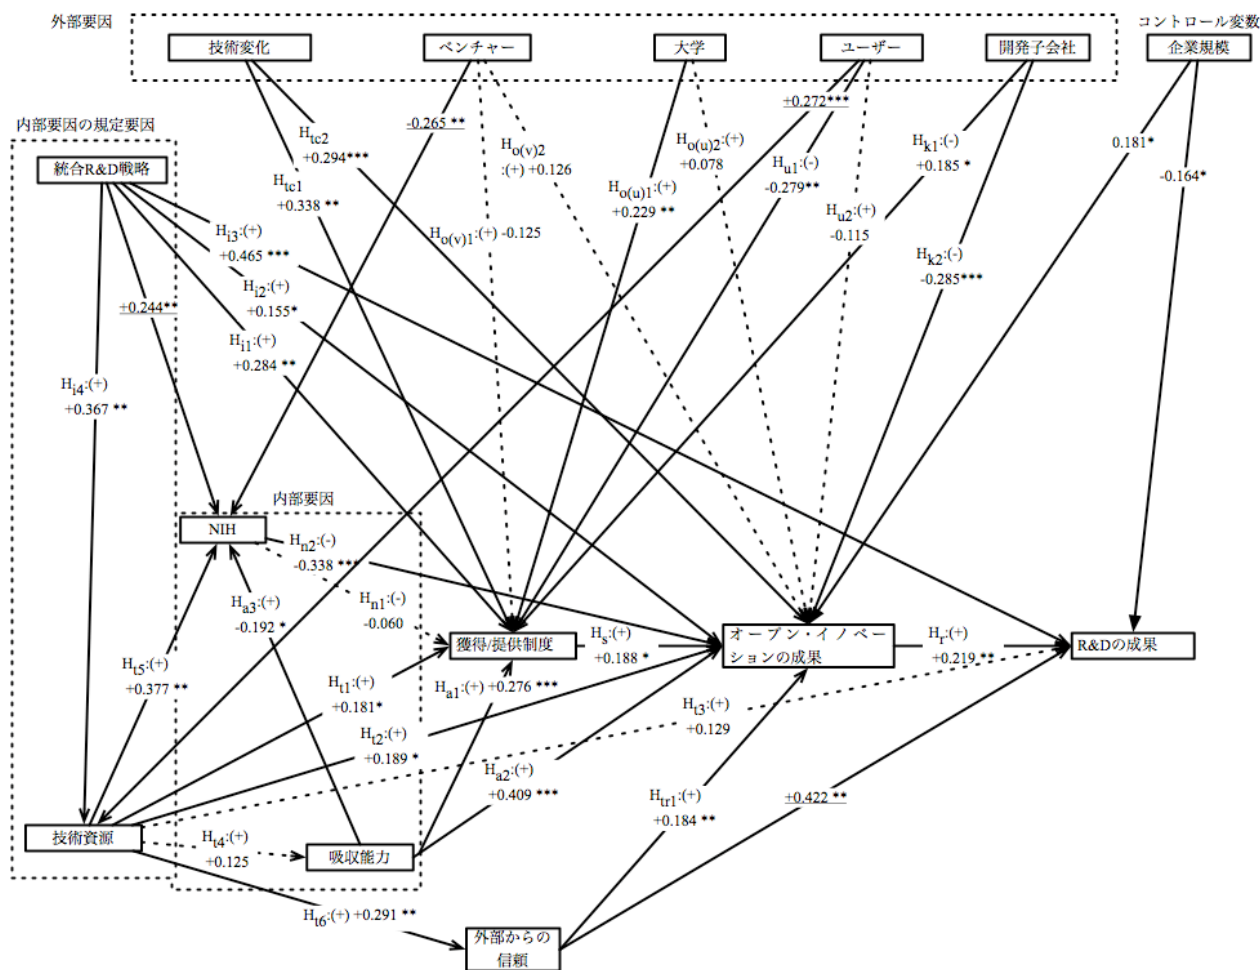 外部要因
コントロール変数
技術変化
ベンチャー
大学
ユーザー
開発子会社
企業規模
内部要因の規定要因
統合R&D戦略
Htc2
+0.294***
-0.265 **
Ho(v)2
:(+) +0.126
Ho(u)2:(+)
+0.078
+0.272***
Hk1:(-)
+0.185 *
0.181*
-0.164*
Htc1
+0.338 **
Ho(u)1:(+)
+0.229 **
Hu1:(-)
-0.279**
Hi3:(+)
+0.465 ***
Ho(v)1:(+) -0.125
Hu2:(+)
-0.115
Hk2:(-)
-0.285***
Hi2:(+)
+0.155*
+0.244**
Hi1:(+)
+0.284 **
Hi4:(+)
+0.367 **
内部要因
NIH
Hn2:(-)
-0.338 ***
Ha3:(+)
-0.192 *
Hn1:(-)
-0.060
獲得/提供制度
Hs:(+)
+0.188 *
オープン・イノベー
ションの成果
Hr:(+)
+0.219 **
R&Dの成果
Ht5:(+)
+0.377 **
Ht1:(+)
+0.181*
Ha1:(+) +0.276 ***
Ht3:(+)
+0.129
Ht2:(+)
+0.189 *
Ha2:(+)
+0.409 ***
Htr1:(+)
+0.184 **
+0.422 **
技術資源
Ht4:(+)
+0.125
吸収能力
Ht6:(+) +0.291 **
外部からの
信頼